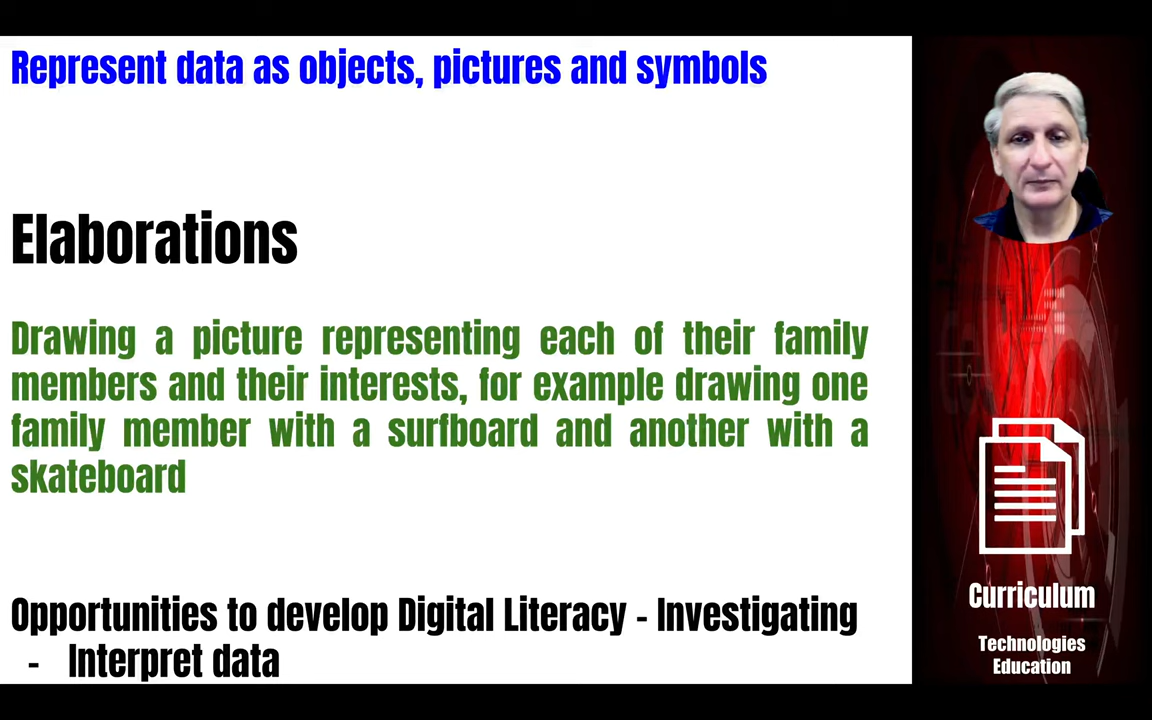 Represent data as objects, pictures and symbols
Elaborations
Drawing a picture representing each of their family
members and their interests, for example drawing one
family member with a surfboard and another with a
skateboard
Opportunities to develop Digital Literacy - Investigating
- Interpret data
Curriculum
Technologies
Education